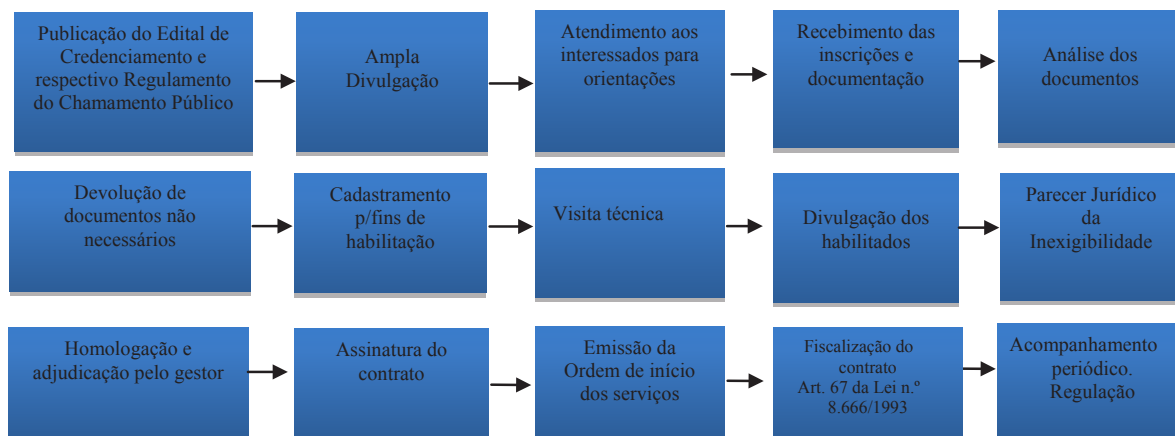 Publicação do Edital de
Credenciamento e
respectivo Regulamento
do Chamamento Público
Ampla
Divulgação
Atendimento aos
interessados para
orientações
Recebimento das
inscrições e
documentação
Análise dos
documentos
Devolução de
documentos não
necessários
Cadastramento
p/fins de
habilitação
Visita técnica
Divulgação dos
habilitados
Parecer Jurídico
da
Inexigibilidade
Homologação e
adjudicação pelo gestor
Assinatura do
contrato
Emissão da
Ordem de início
dos serviços
Fiscalização do
contrato
Art. 67 da Lei n.º
8.666/1993
Acompanhamento
periódico.
Regulação